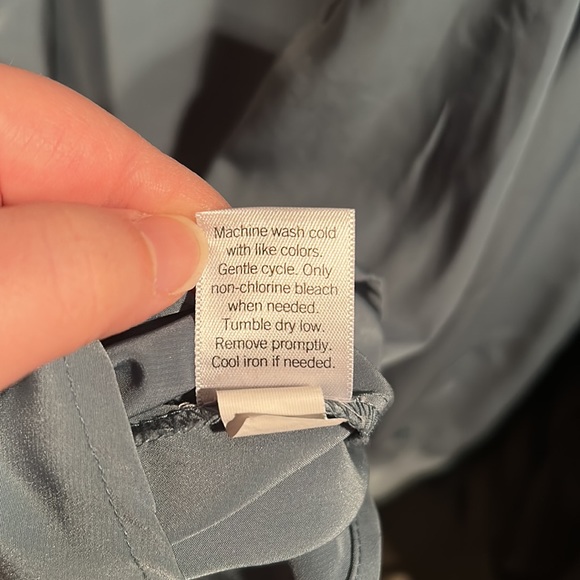 Machine wash cold
with like colors.
Gentle cycle. Only
non-chlorine bleach
when needed.
Tumble dry low.
Remove promptly.
Cool iron if needed.